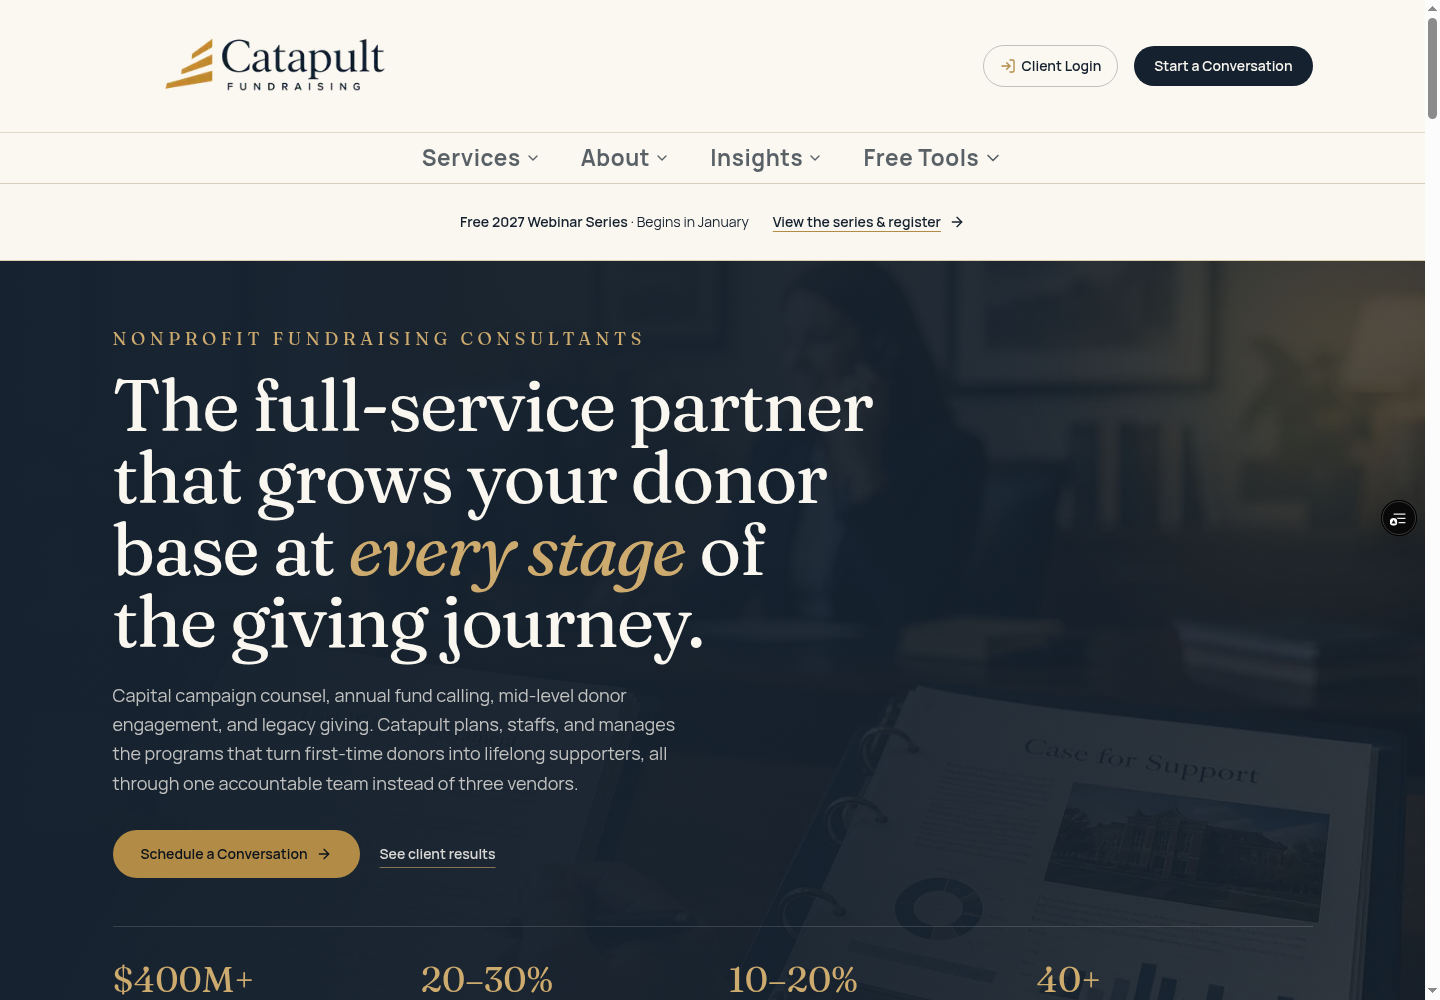 Catapult
FUNDRAISING
Client Login
Start a Conversation
Services
About
Insights
Free Tools
Free 2027 Webinar Series · Begins in January
View the series & register
NONPROFIT FUNDRAISING CONSULTANTS
The full-service partner
that grows your donor
base at every stage of
the giving journey.
Capital campaign counsel, annual fund calling, mid-level donor
engagement, and legacy giving. Catapult plans, staffs, and manages
the programs that turn first-time donors into lifelong supporters, all
through one accountable team instead of three vendors.
Case for Support
Schedule a Conversation
See client results
$400M+
20–30%
10–20%
40+